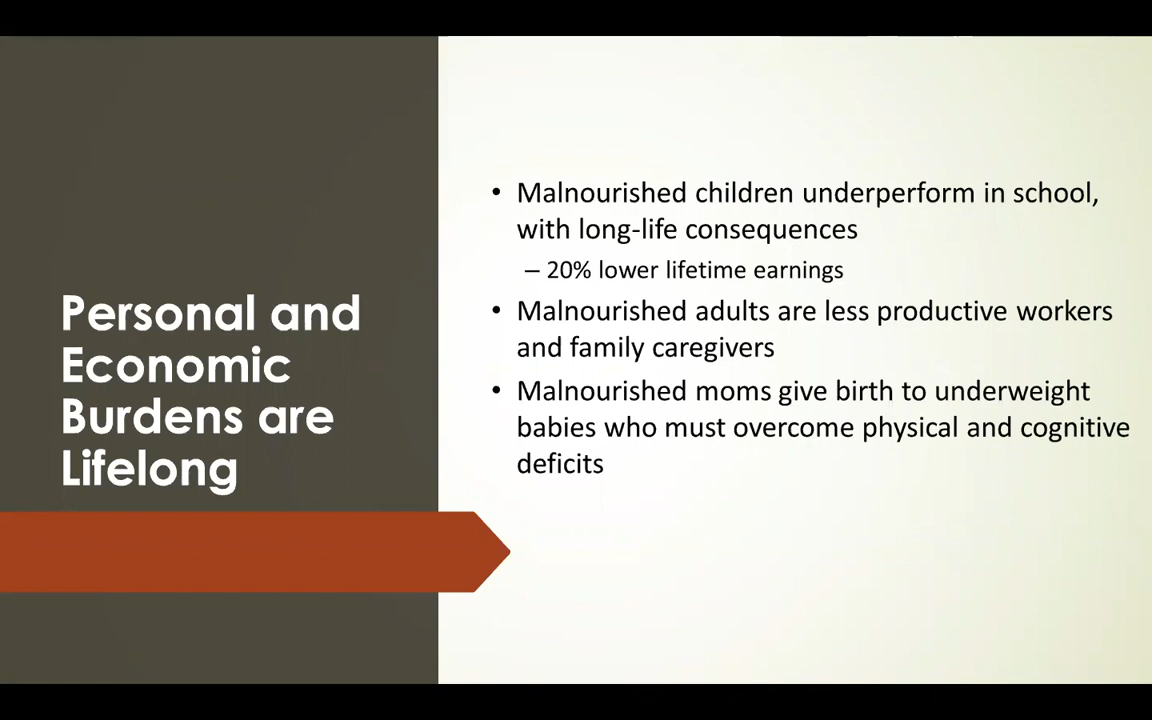 Personal and
Economic
Burdens are
Lifelong
• Malnourished children underperform in school,
with long-life consequences
– 20% lower lifetime earnings
• Malnourished adults are less productive workers
and family caregivers
• Malnourished moms give birth to underweight
babies who must overcome physical and cognitive
deficits